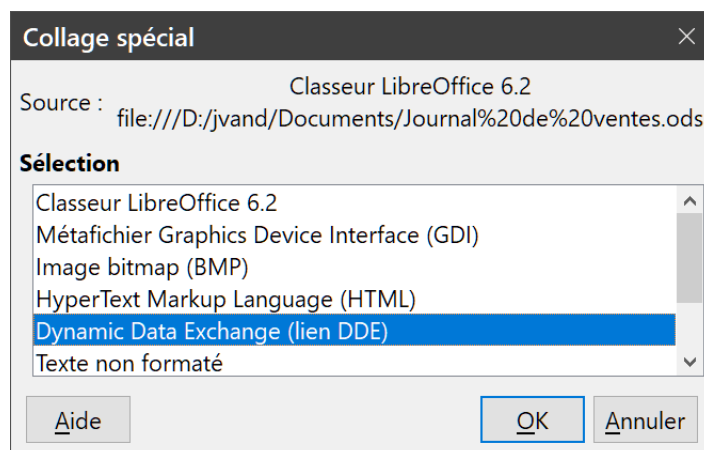 Collage spécial
Classeur LibreOffice 6.2
Source :
file:///D:/jvand/Documents/Journal%20de%20ventes.ods
Sélection
Classeur LibreOffice 6.2
Métafichier Graphics Device Interface (GDI)
Image bitmap (BMP)
HyperText Markup Language (HTML)
Dynamic Data Exchange (lien DDE)
Texte non formaté
Aide OK Annuler